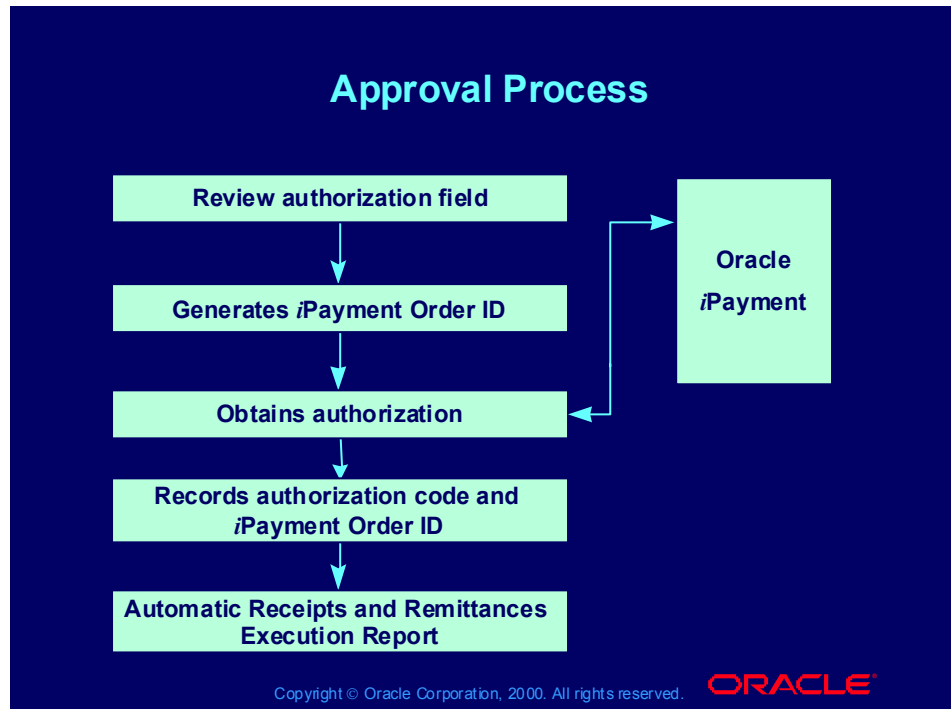 Approval Process
Review authorization field
Generates iPayment Order ID
Obtains authorization
Records authorization code and
iPayment Order ID
Automatic Receipts and Remittances
Execution Report
Oracle
iPayment
Copyright © Oracle Corporation, 2000. All rights reserved.
ORACLE®